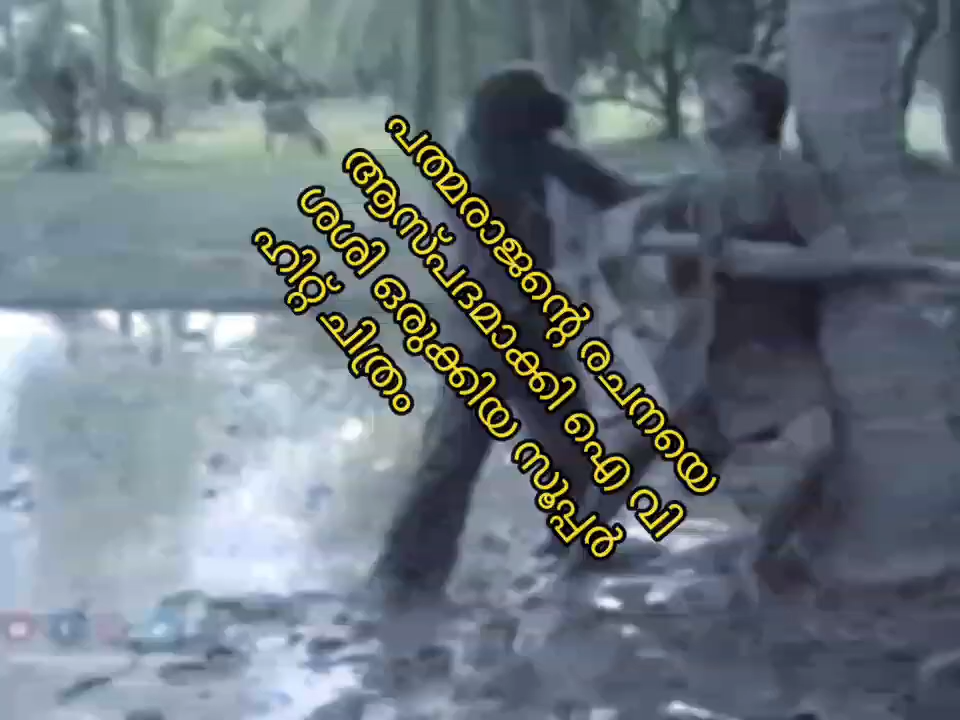 പത്മരാജന്റെ രചനയെ
ആസ്പദമാക്കി ഐ വി
ശശി ഒരുക്കിയ സൂപ്പർ
ഹിറ്റ് ചിത്രം